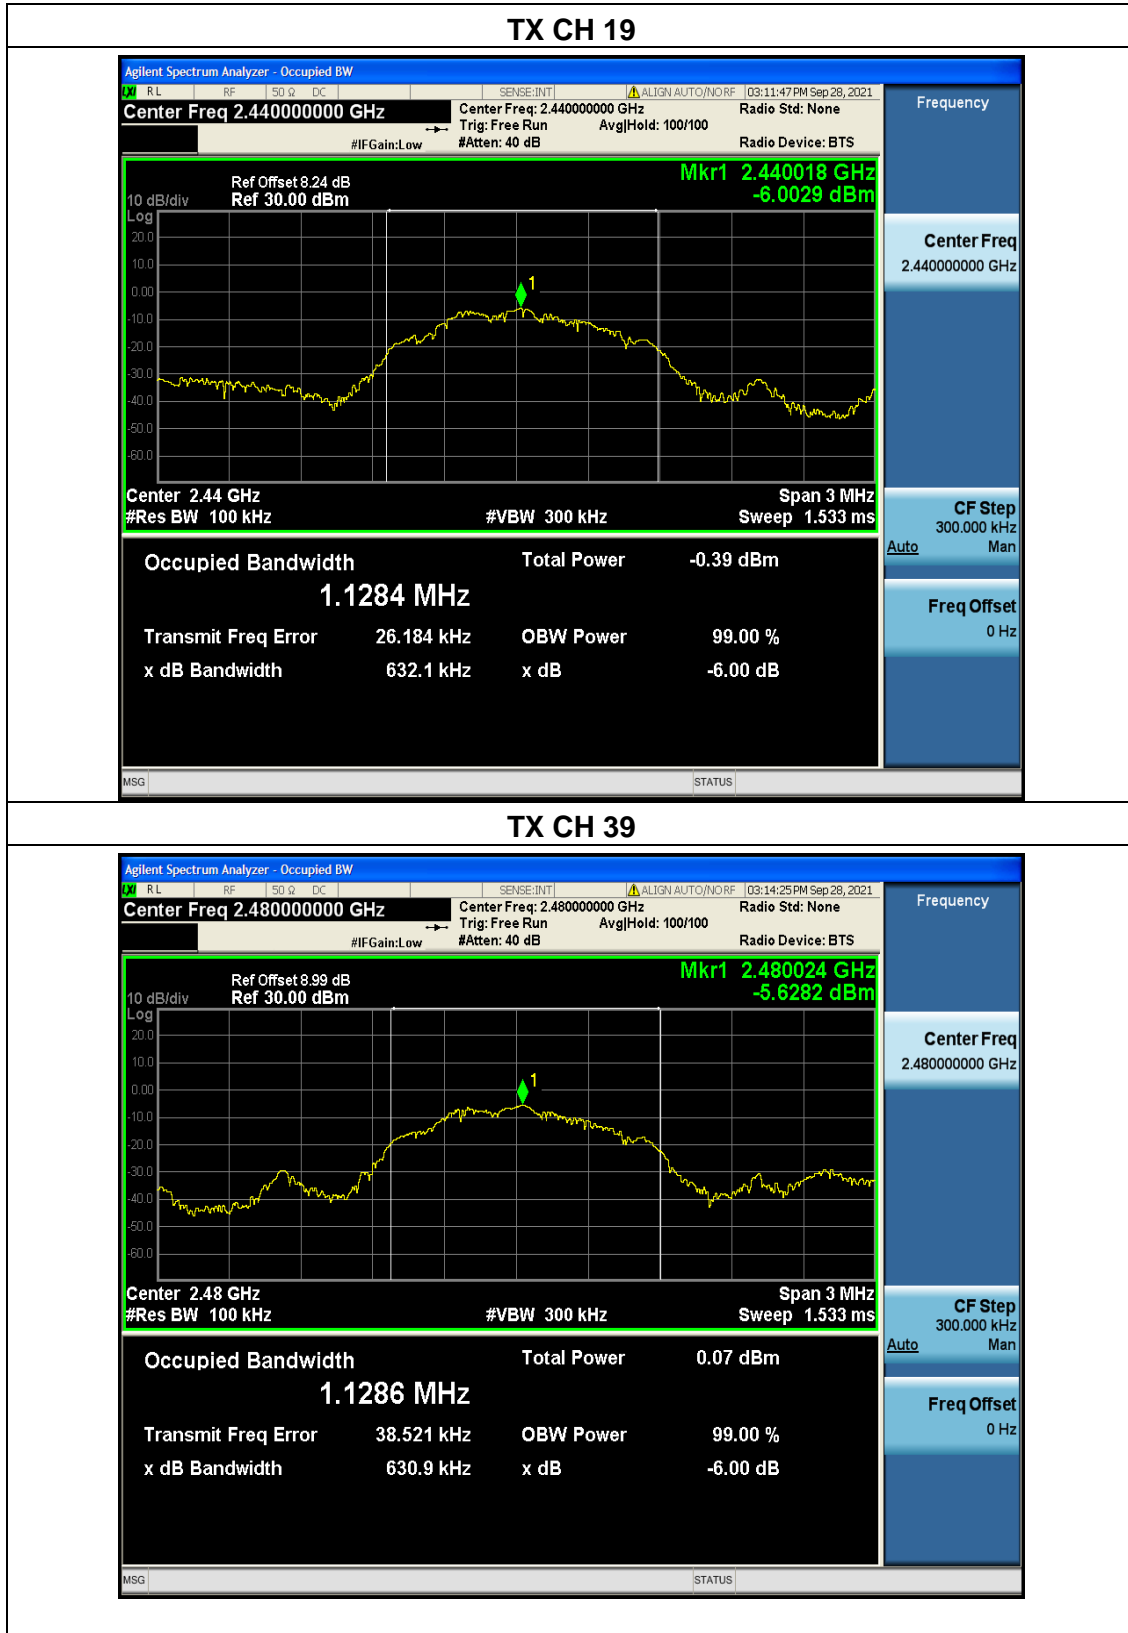 TX CH 19
Agilent Spectrum Analyzer - Occupied BW
LXI RL RF 50 Ω DC SENSE:INT ALIGN AUTO/NO RF 03:11:47 PM Sep 28, 2021
Center Freq 2.440000000 GHz Center Freq: 2.440000000 GHz Radio Std: None Frequency
Trig: Free Run Avg|Hold: 100/100
#IFGain:Low #Atten: 40 dB Radio Device: BTS
Mkr1 2.440018 GHz
Ref Offset 8.24 dB -6.0029 dBm
10 dB/div Ref 30.00 dBm
Log
20.0
10.0
0.00
-10.0
-20.0
-30.0
-40.0
-50.0
-60.0
1
Center Freq
2.440000000 GHz
Center 2.44 GHz Span 3 MHz
#Res BW 100 kHz #VBW 300 kHz Sweep 1.533 ms
CF Step
300.000 kHz
Auto Man
Occupied Bandwidth Total Power -0.39 dBm
1.1284 MHz
Freq Offset
0 Hz
Transmit Freq Error 26.184 kHz OBW Power 99.00 %
x dB Bandwidth 632.1 kHz x dB -6.00 dB
MSG STATUS
TX CH 39
Agilent Spectrum Analyzer - Occupied BW
LXI RL RF 50 Ω DC SENSE:INT ALIGN AUTO/NO RF 03:14:25 PM Sep 28, 2021
Center Freq 2.480000000 GHz Center Freq: 2.480000000 GHz Radio Std: None Frequency
Trig: Free Run Avg|Hold: 100/100
#IFGain:Low #Atten: 40 dB Radio Device: BTS
Mkr1 2.480024 GHz
Ref Offset 8.99 dB -5.6282 dBm
10 dB/div Ref 30.00 dBm
Log
20.0
10.0
0.00
-10.0
-20.0
-30.0
-40.0
-50.0
-60.0
1
Center Freq
2.480000000 GHz
Center 2.48 GHz Span 3 MHz
#Res BW 100 kHz #VBW 300 kHz Sweep 1.533 ms
CF Step
300.000 kHz
Auto Man
Occupied Bandwidth Total Power 0.07 dBm
1.1286 MHz
Freq Offset
0 Hz
Transmit Freq Error 38.521 kHz OBW Power 99.00 %
x dB Bandwidth 630.9 kHz x dB -6.00 dB
MSG STATUS